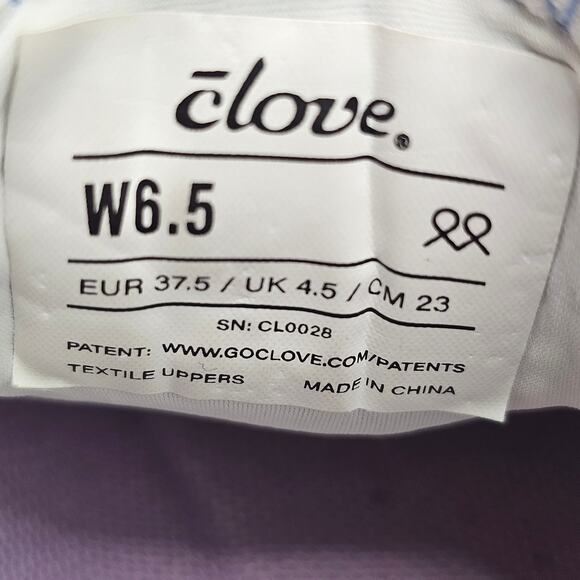 c̄love®
W6.5
EUR 37.5 / UK 4.5 / CM 23
SN: CL0028
PATENT: WWW.GOCLOVE.COM/PATENTS
TEXTILE UPPERS MADE IN CHINA